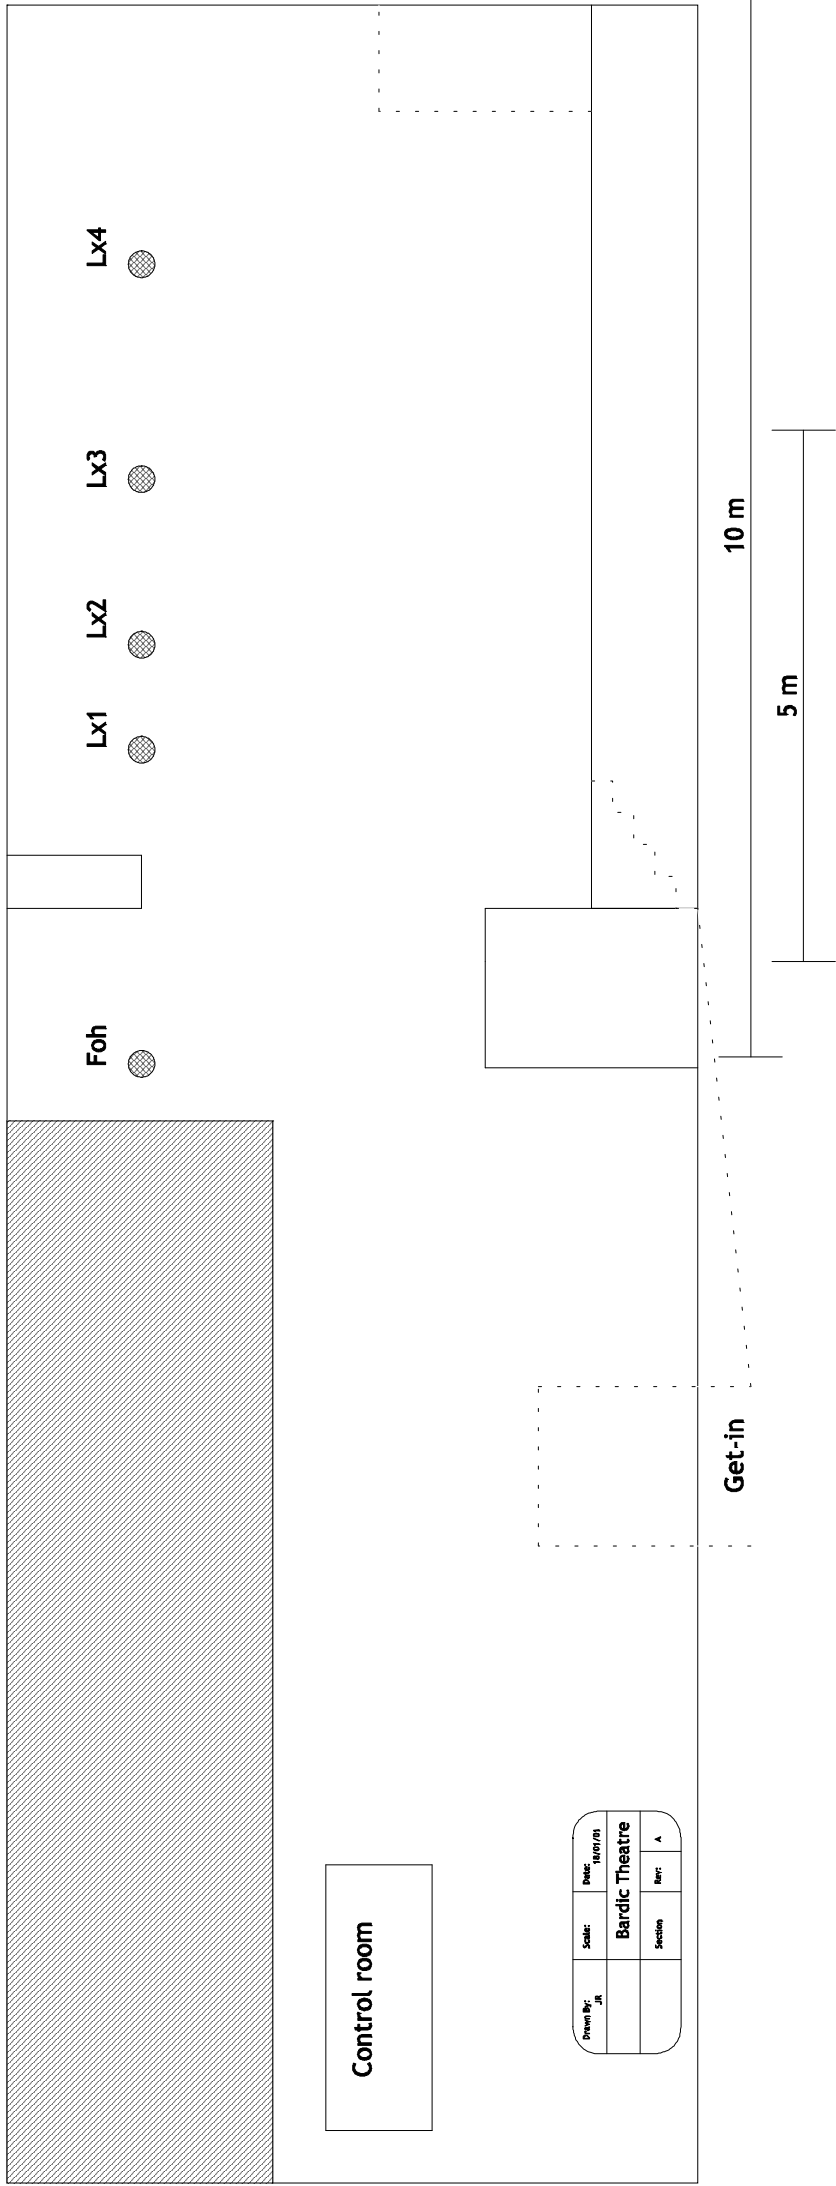 Lx4
Lx3
Lx2
Lx1
Foh
10 m
5 m
Get-in
Control room
Drawn By:
JR
Scale:
Date:
18/01/01
Bardic Theatre
Section
Rev:
A